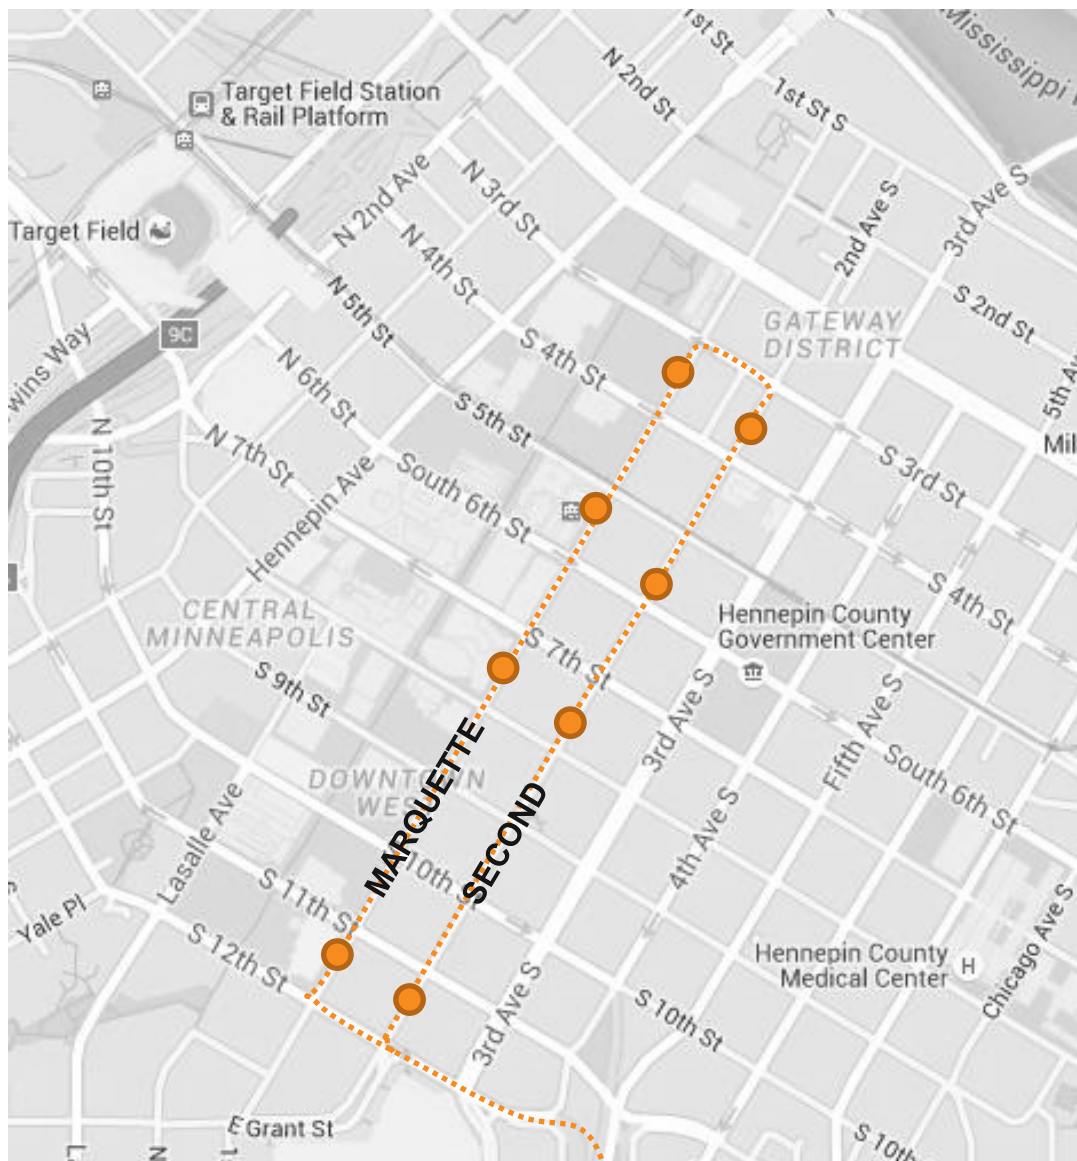 Mississippi
1st St
N 2nd St
1st St S
Target Field Station
& Rail Platform
N 2nd Ave
N 3rd St
2nd Ave S
3rd Ave S
Target Field
N 4th St
S 2nd St
N 5th St
GATEWAY
DISTRICT
9C
S 4th St
N 6th St
5th
wins Way
S 5th St
Mil
N 10th St
N 7th St
South 6th St
S 3rd St
Hennepin Ave
S 4th St
CENTRAL
MINNEAPOLIS
Hennepin County
Government Center
S 7th St
S 9th St
3rd Ave S
Fifth Ave S
MARQUETTE
DOWNTOWN
WEST
SECOND
South 6th St
Lasalle Ave
4th Ave S
10th St
S 11th St
Yale Pl
S 12th St
Hennepin County
Medical Center
H
Chicago Ave S
3rd Ave S
S 10th St
E Grant St
S 10th
N